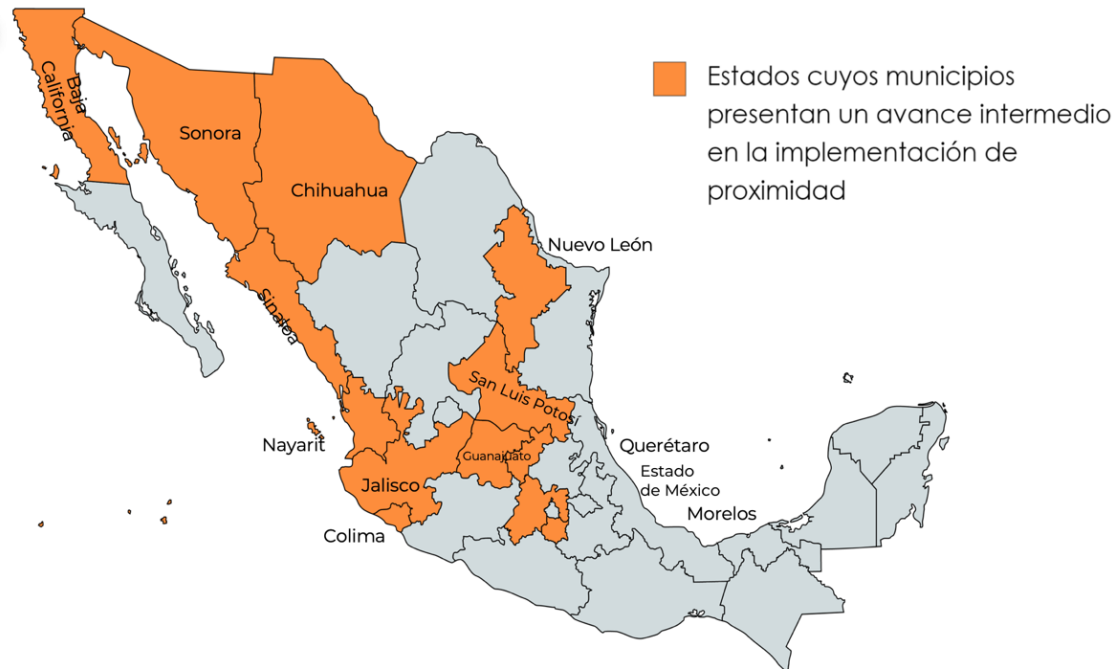 Estados cuyos municipios
presentan un avance intermedio
en la implementación de
proximidad
Baja
California
Sonora
Chihuahua
Nuevo León
Sinaloa
San Luis Potosí
Nayarit
Guanajuato
Querétaro
Estado
de México
Jalisco
Morelos
Colima